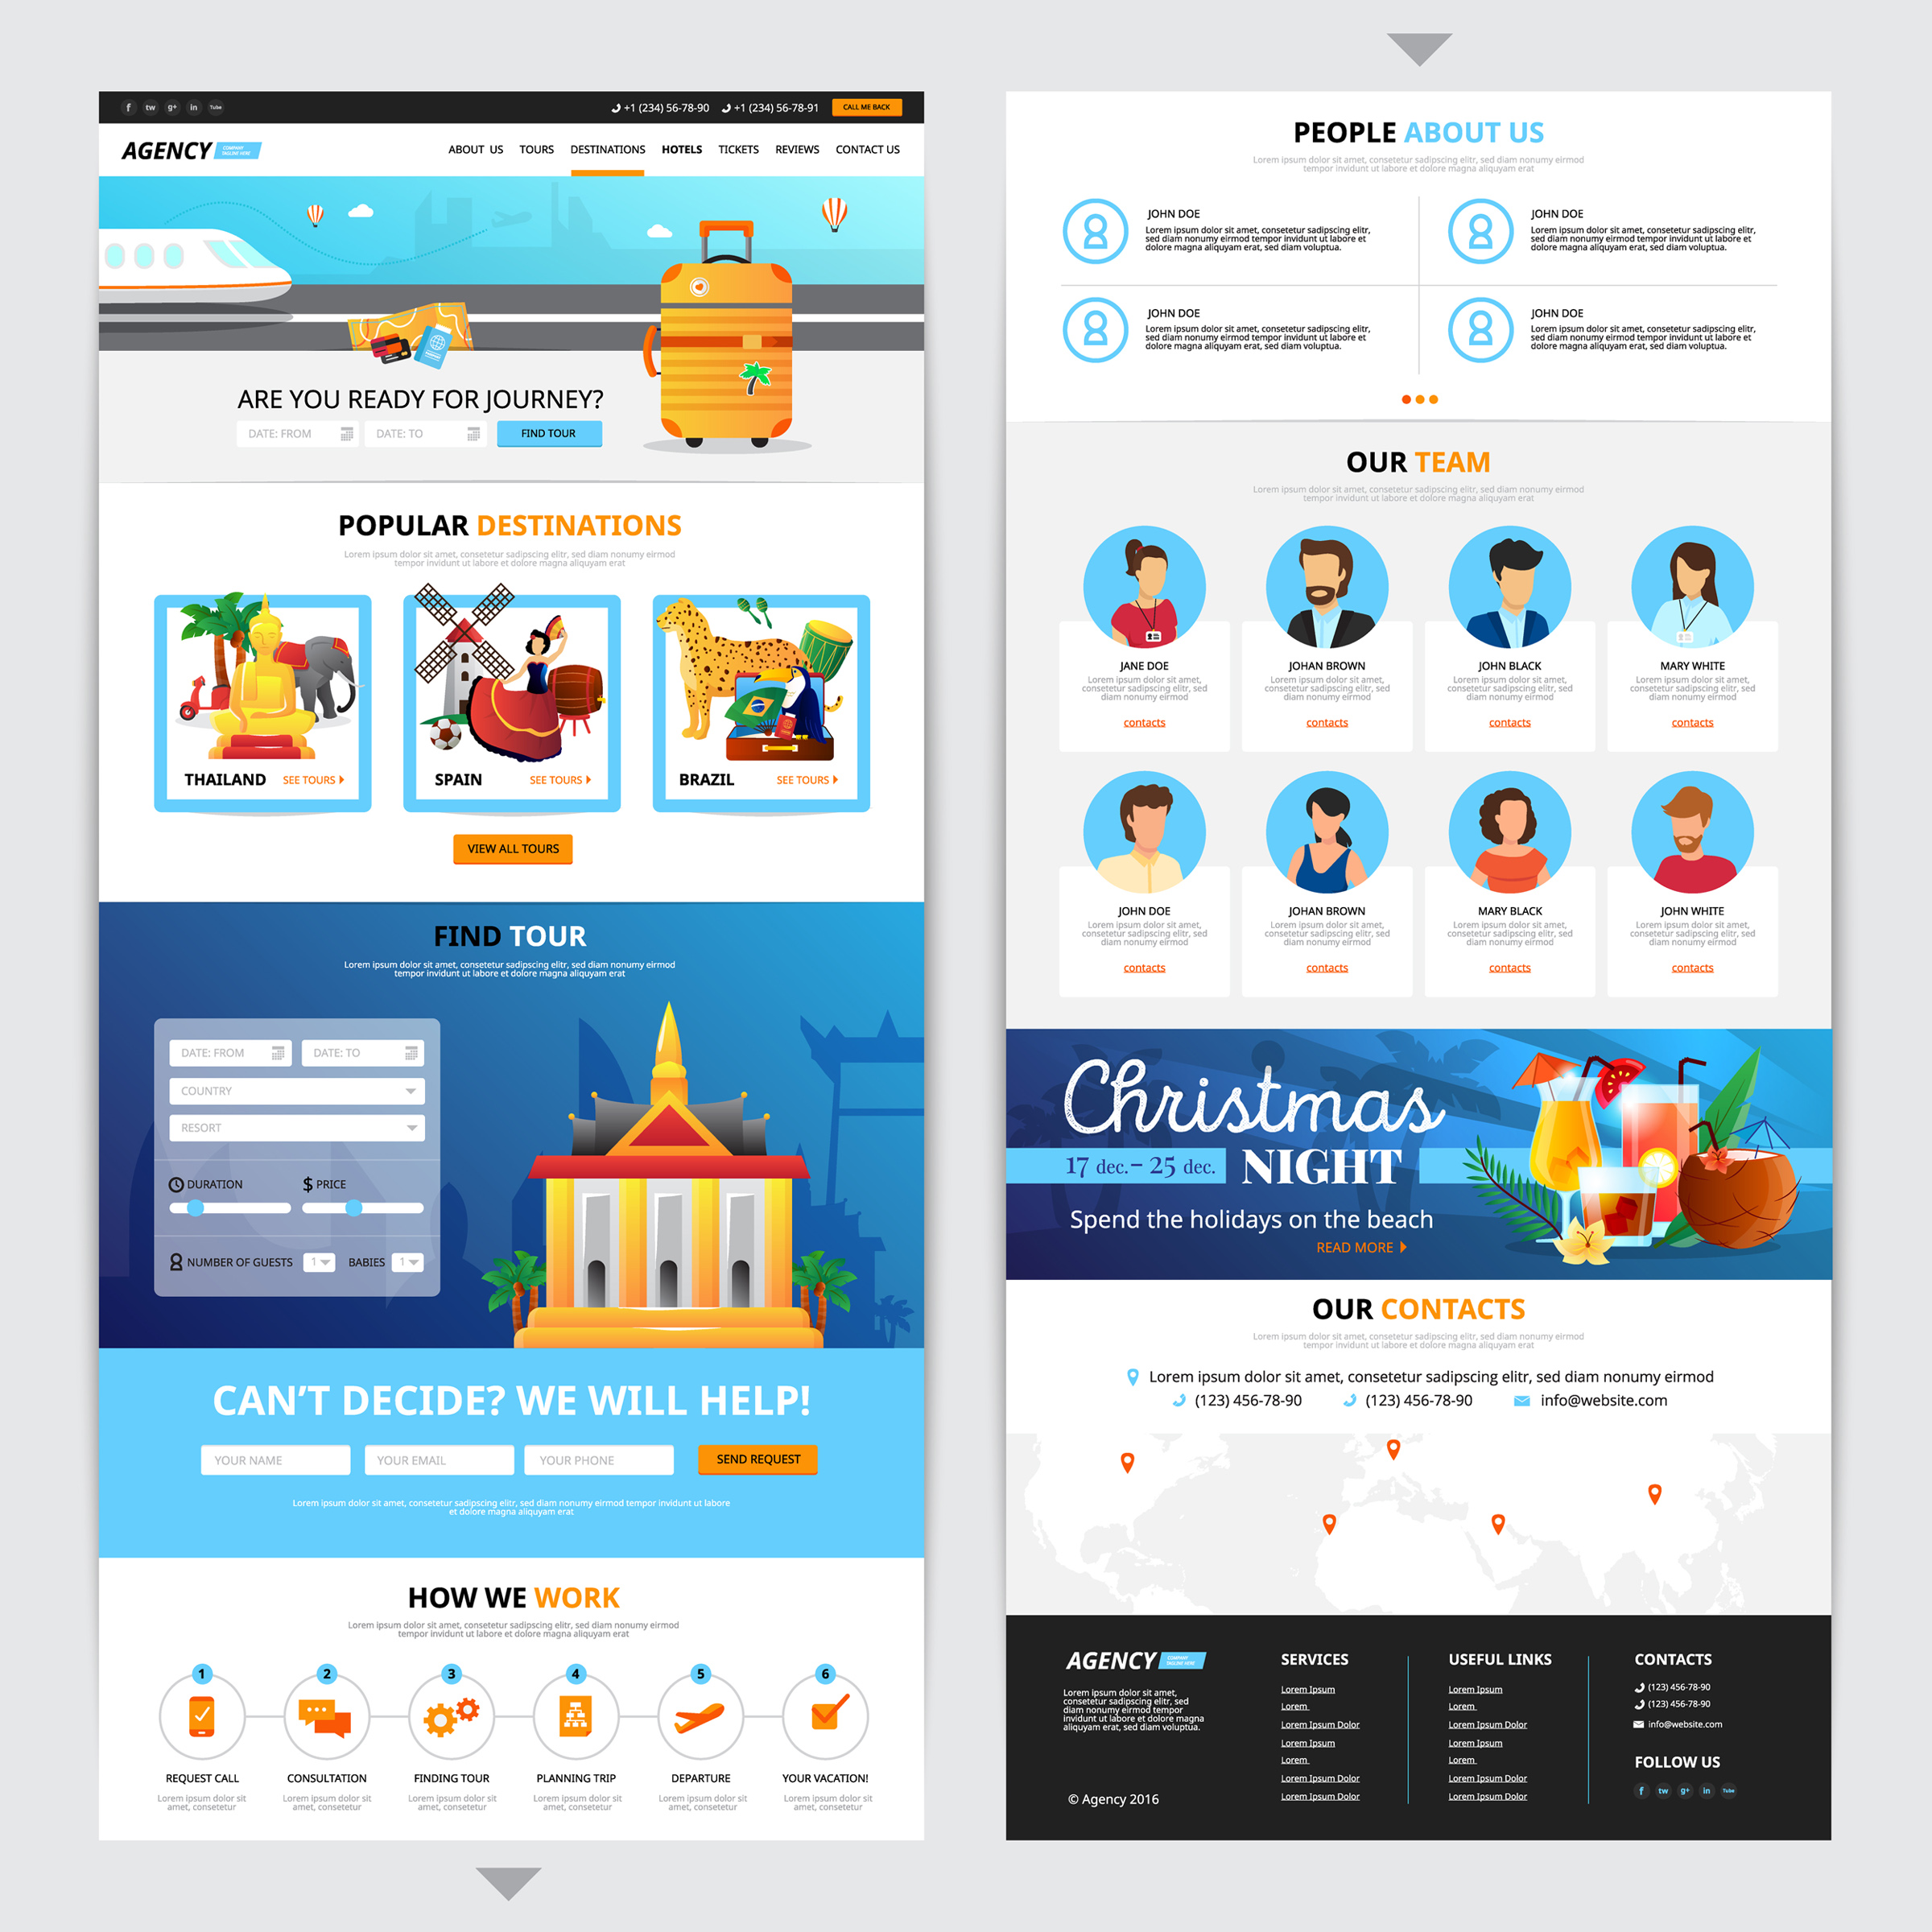 f tw g+ in Tube
+1 (234) 56-78-90 +1 (234) 56-78-91 CALL ME BACK
AGENCY COMPANY TAGLINE HERE
ABOUT US TOURS DESTINATIONS HOTELS TICKETS REVIEWS CONTACT US
ARE YOU READY FOR JOURNEY?
DATE: FROM DATE: TO FIND TOUR
POPULAR DESTINATIONS
Lorem ipsum dolor sit amet, consetetur sadipscing elitr, sed diam nonumy eirmod
tempor invidunt ut labore et dolore magna aliquyam erat
THAILAND SEE TOURS
SPAIN SEE TOURS
BRAZIL SEE TOURS
VIEW ALL TOURS
FIND TOUR
Lorem ipsum dolor sit amet, consetetur sadipscing elitr, sed diam nonumy eirmod
tempor invidunt ut labore et dolore magna aliquyam erat
DATE: FROM DATE: TO
COUNTRY
RESORT
DURATION $ PRICE
NUMBER OF GUESTS 1 BABIES 1
CAN'T DECIDE? WE WILL HELP!
YOUR NAME YOUR EMAIL YOUR PHONE SEND REQUEST
Lorem ipsum dolor sit amet, consetetur sadipscing elitr, sed diam nonumy eirmod tempor invidunt ut labore
et dolore magna aliquyam erat
HOW WE WORK
Lorem ipsum dolor sit amet, consetetur sadipscing elitr, sed diam nonumy eirmod
tempor invidunt ut labore et dolore magna aliquyam erat
1 2 3 4 5 6
REQUEST CALL CONSULTATION FINDING TOUR PLANNING TRIP DEPARTURE YOUR VACATION!
Lorem ipsum dolor sit Lorem ipsum dolor sit Lorem ipsum dolor sit Lorem ipsum dolor sit Lorem ipsum dolor sit Lorem ipsum dolor sit
amet, consetetur amet, consetetur amet, consetetur amet, consetetur amet, consetetur amet, consetetur
PEOPLE ABOUT US
Lorem ipsum dolor sit amet, consetetur sadipscing elitr, sed diam nonumy eirmod
tempor invidunt ut labore et dolore magna aliquyam erat
JOHN DOE
Lorem ipsum dolor sit amet, consetetur sadipscing elitr,
sed diam nonumy eirmod tempor invidunt ut labore et
dolore magna aliquyam erat, sed diam voluptua.
JOHN DOE
Lorem ipsum dolor sit amet, consetetur sadipscing elitr,
sed diam nonumy eirmod tempor invidunt ut labore et
dolore magna aliquyam erat, sed diam voluptua.
JOHN DOE
Lorem ipsum dolor sit amet, consetetur sadipscing elitr,
sed diam nonumy eirmod tempor invidunt ut labore et
dolore magna aliquyam erat, sed diam voluptua.
JOHN DOE
Lorem ipsum dolor sit amet, consetetur sadipscing elitr,
sed diam nonumy eirmod tempor invidunt ut labore et
dolore magna aliquyam erat, sed diam voluptua.
OUR TEAM
Lorem ipsum dolor sit amet, consetetur sadipscing elitr, sed diam nonumy eirmod
tempor invidunt ut labore et dolore magna aliquyam erat
JANE DOE
Lorem ipsum dolor sit amet,
consetetur sadipscing elitr, sed
diam nonumy eirmod
contacts
JOHAN BROWN
Lorem ipsum dolor sit amet,
consetetur sadipscing elitr, sed
diam nonumy eirmod
contacts
JOHN BLACK
Lorem ipsum dolor sit amet,
consetetur sadipscing elitr, sed
diam nonumy eirmod
contacts
MARY WHITE
Lorem ipsum dolor sit amet,
consetetur sadipscing elitr, sed
diam nonumy eirmod
contacts
JOHN DOE
Lorem ipsum dolor sit amet,
consetetur sadipscing elitr, sed
diam nonumy eirmod
contacts
JOHAN BROWN
Lorem ipsum dolor sit amet,
consetetur sadipscing elitr, sed
diam nonumy eirmod
contacts
MARY BLACK
Lorem ipsum dolor sit amet,
consetetur sadipscing elitr, sed
diam nonumy eirmod
contacts
JOHN WHITE
Lorem ipsum dolor sit amet,
consetetur sadipscing elitr, sed
diam nonumy eirmod
contacts
Christmas
17 dec.– 25 dec. NIGHT
Spend the holidays on the beach
READ MORE
OUR CONTACTS
Lorem ipsum dolor sit amet, consetetur sadipscing elitr, sed diam nonumy eirmod
tempor invidunt ut labore et dolore magna aliquyam erat
Lorem ipsum dolor sit amet, consetetur sadipscing elitr, sed diam nonumy eirmod
(123) 456-78-90 (123) 456-78-90 info@website.com
AGENCY COMPANY TAGLINE HERE
Lorem ipsum dolor sit amet,
consetetur sadipscing elitr, sed
diam nonumy eirmod tempor
invidunt ut labore et dolore magna
aliquyam erat, sed diam voluptua.
© Agency 2016
SERVICES
Lorem Ipsum
Lorem
Lorem Ipsum Dolor
Lorem Ipsum
Lorem
Lorem Ipsum Dolor
Lorem Ipsum Dolor
USEFUL LINKS
Lorem Ipsum
Lorem
Lorem Ipsum Dolor
Lorem Ipsum
Lorem
Lorem Ipsum Dolor
Lorem Ipsum Dolor
CONTACTS
(123) 456-78-90
(123) 456-78-90
info@website.com
FOLLOW US
f tw g+ in Tube